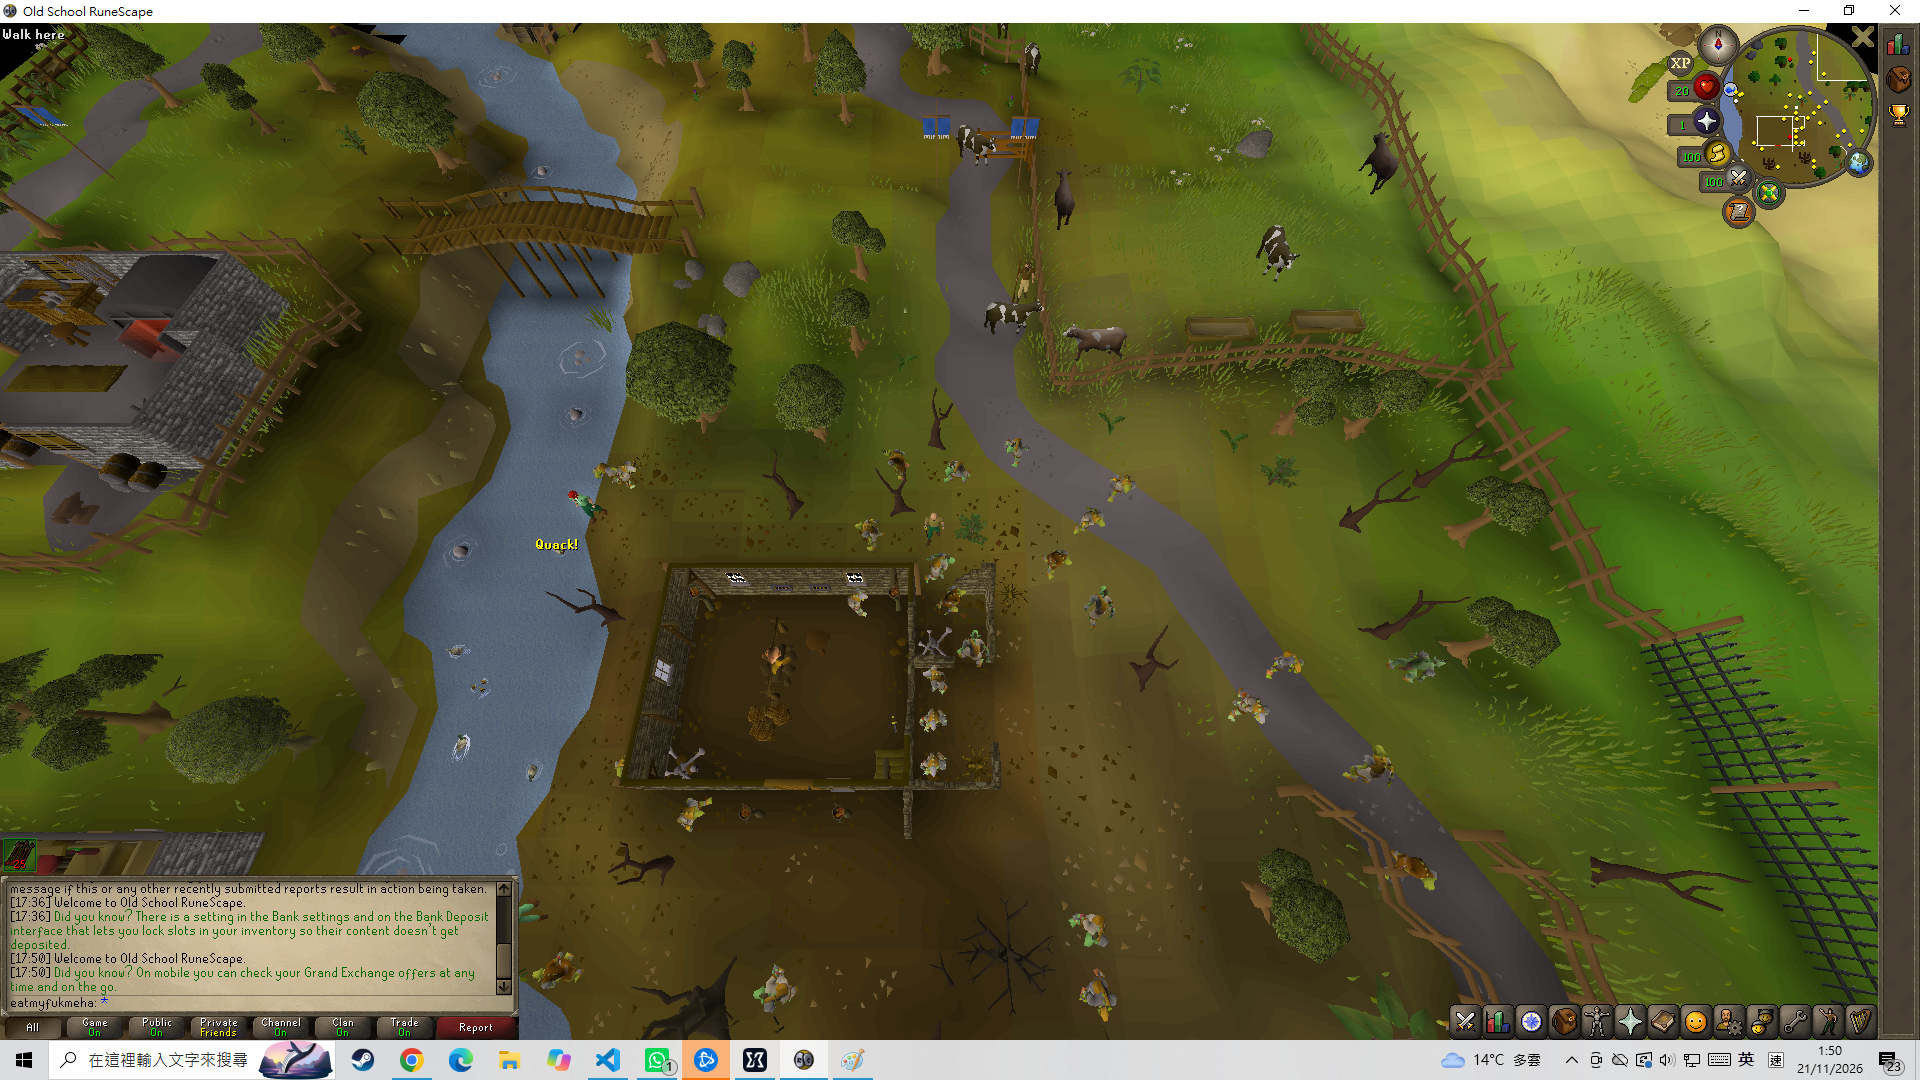 Old School RuneScape
Walk here
N
XP
20
1
100
100
Quack!
25
message if this or any other recently submitted reports result in action being taken.
[17:36] Welcome to Old School RuneScape.
[17:36] Did you know? There is a setting in the Bank settings and on the Bank Deposit
interface that lets you lock slots in your inventory so their content doesn't get
deposited.
[17:50] Welcome to Old School RuneScape.
[17:50] Did you know? On mobile you can check your Grand Exchange offers at any
time and on the go.
eatmyfukmeha: *
All
Game
On
Public
On
Private
Friends
Channel
On
Clan
On
Trade
On
Report
在這裡輸入文字來搜尋
1
14°C 多雲
英
速
1:50
21/11/2026
23